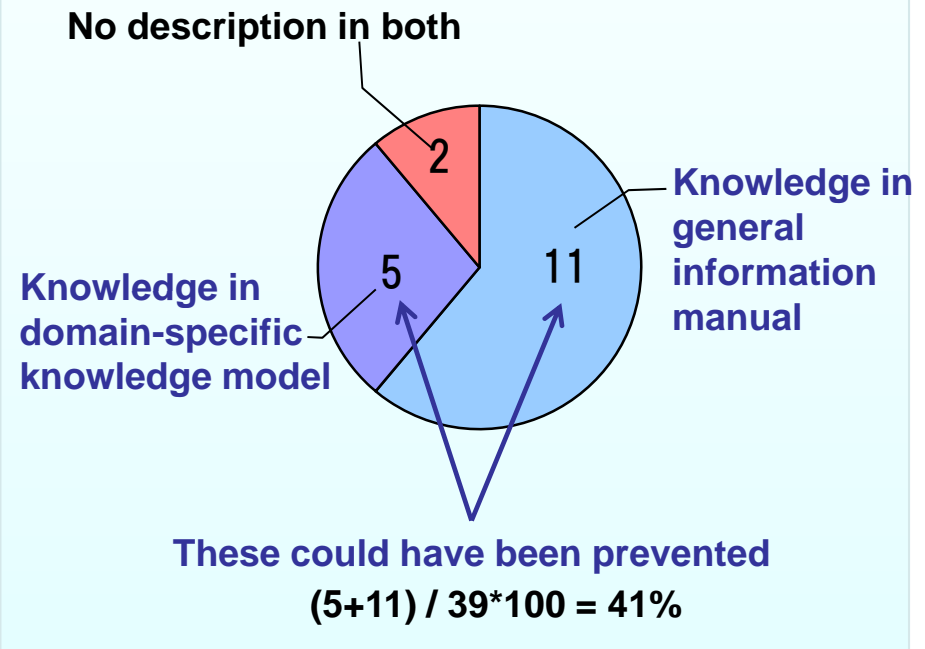 No description in both
2
Knowledge in
general
information
manual
11
5
Knowledge in
domain-specific
knowledge model
These could have been prevented
(5+11) / 39*100 = 41%